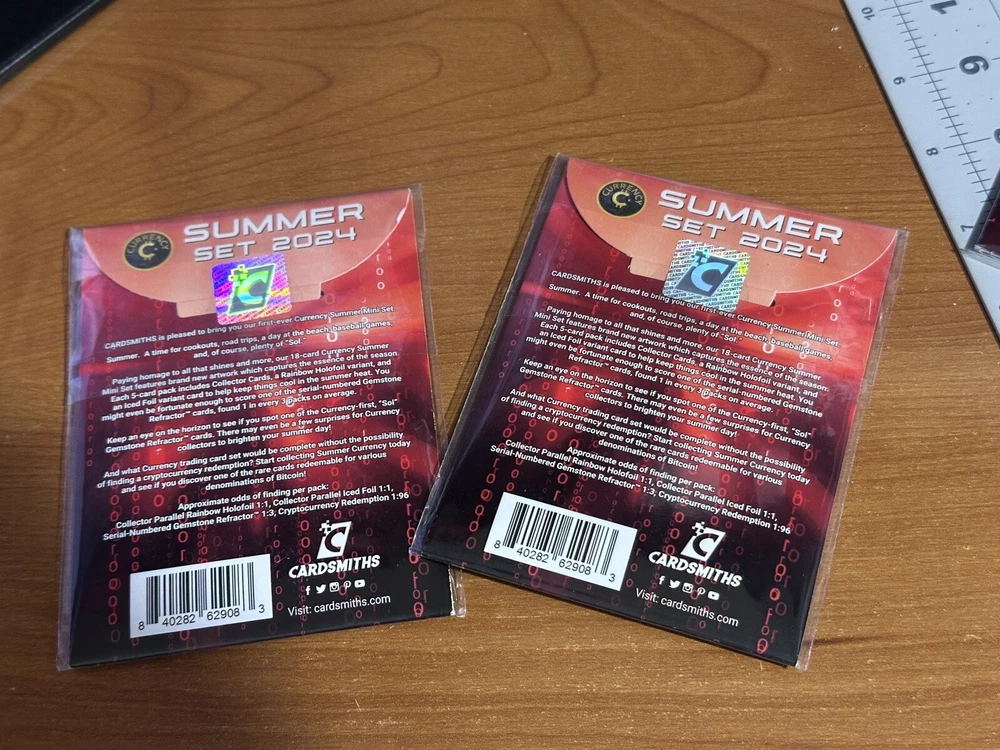 CURRENCY
C
SUMMER
SET 2024
C
CARDSMITHS is pleased to bring you our first-ever Currency Summer Mini Set
Summer. A time for cookouts, road trips, a day at the beach, baseball games,
and, of course, plenty of "Sol."
Paying homage to all that shines and more, our 18-card Currency Summer
Mini Set features brand new artwork which captures the essence of the season.
Each 5-card pack includes Collector Cards, a Rainbow Holofoil variant, and
an Iced Foil variant card to help keep things cool in the summer heat. You
might even be fortunate enough to score one of the serial-numbered Gemstone
Refractor™ cards, found 1 in every 3 packs on average.
Keep an eye on the horizon to see if you spot one of the Currency-first, "Sol"
Gemstone Refractor™ cards. There may be a few surprises for Currency
collectors to brighten your summer day!
And what Currency trading card set would be complete without the possibility
of finding a cryptocurrency redemption? Start collecting Summer Currency today
and see if you discover one of the rare cards redeemable for various
denominations of Bitcoin!
Approximate odds of finding per pack:
Collector Parallel Rainbow Holofoil 1:1, Collector Parallel Iced Foil 1:1,
Serial-Numbered Gemstone Refractor™ 1:3, Cryptocurrency Redemption 1:96
C
CARDSMITHS
Visit: cardsmiths.com
8 40282 62908 3
CURRENCY
C
SUMMER
SET 2024
C
CARDSMITHS is pleased to bring you our first-ever Currency Summer Mini Set
Summer. A time for cookouts, road trips, a day at the beach, baseball games,
and, of course, plenty of "Sol."
Paying homage to all that shines and more, our 18-card Currency Summer
Mini Set features brand new artwork which captures the essence of the season.
Each 5-card pack includes Collector Cards, a Rainbow Holofoil variant, and
an Iced Foil variant card to help keep things cool in the summer heat. You
might even be fortunate enough to score one of the serial-numbered Gemstone
Refractor™ cards, found 1 in every 3 packs on average.
Keep an eye on the horizon to see if you spot one of the Currency-first, "Sol"
Gemstone Refractor™ cards. There may be a few surprises for Currency
collectors to brighten your summer day!
And what Currency trading card set would be complete without the possibility
of finding a cryptocurrency redemption? Start collecting Summer Currency today
and see if you discover one of the rare cards redeemable for various
denominations of Bitcoin!
Approximate odds of finding per pack:
Collector Parallel Rainbow Holofoil 1:1, Collector Parallel Iced Foil 1:1,
Serial-Numbered Gemstone Refractor™ 1:3, Cryptocurrency Redemption 1:96
C
CARDSMITHS
Visit: cardsmiths.com
8 40282 62908 3
10
9
8